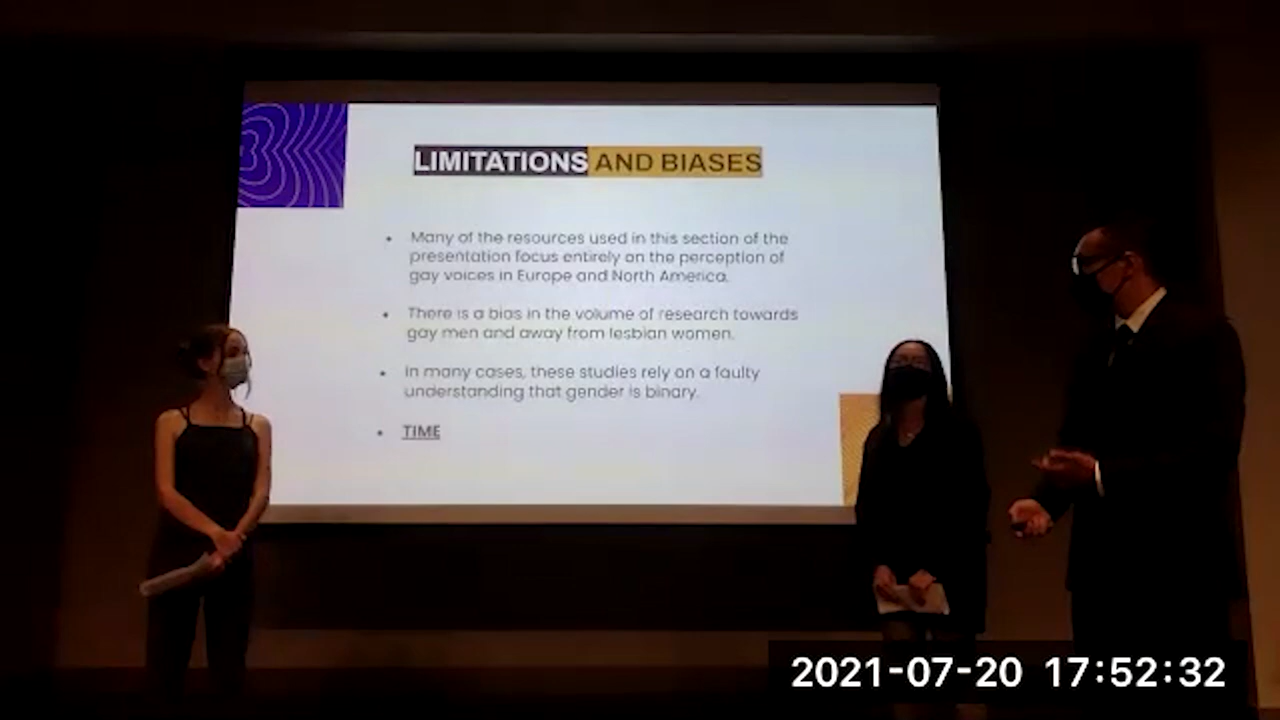 LIMITATIONS AND BIASES
Many of the resources used in this section of the
presentation focus entirely on the perception of
gay voices in Europe and North America.
There is a bias in the volume of research towards
gay men and away from lesbian women.
In many cases, these studies rely on a faulty
understanding that gender is binary.
TIME
2021-07-20 17:52:32